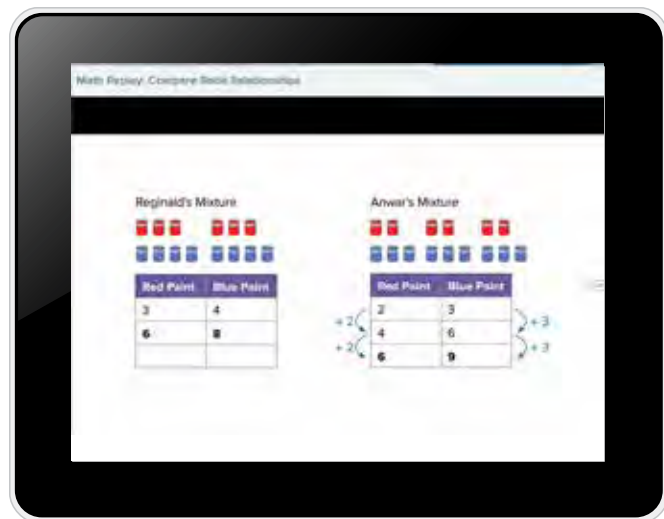 Math Replay: Compare Ratio Relationships
Reginald's Mixture
Red Paint Blue Paint
3 4
6 8
Anwar's Mixture
Red Paint Blue Paint
2 3
+ 2 + 3
4 6
+ 2 + 3
6 9